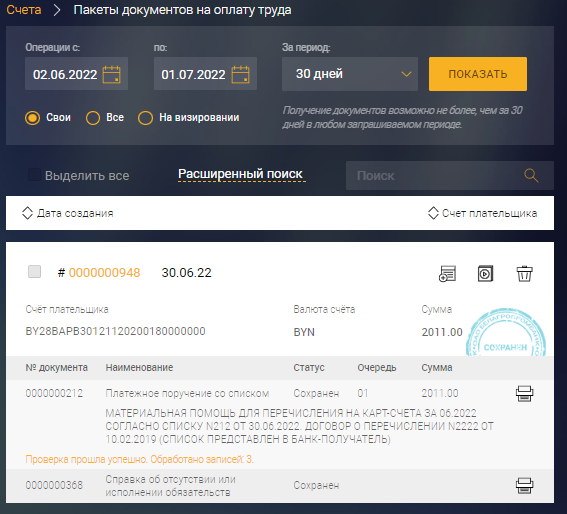 Счета > Пакеты документов на оплату труда
Операции с: по: За период:
02.06.2022 01.07.2022 30 дней ПОКАЗАТЬ
Свои Все На визировании
Получение документов возможно не более, чем за 30
дней в любом запрашиваемом периоде.
Выделить все Расширенный поиск Поиск
Дата создания Счет плательщика
# 0000000948 30.06.22
Счёт плательщика Валюта счёта Сумма
BY28BAPB30121120200180000000 BYN 2011.00
СОХРАНЕН
№ документа Наименование Статус Очередь Сумма
0000000212 Платежное поручение со списком Сохранен 01 2011.00
МАТЕРИАЛЬНАЯ ПОМОЩЬ ДЛЯ ПЕРЕЧИСЛЕНИЯ НА КАРТ-СЧЕТА ЗА 06.2022
СОГЛАСНО СПИСКУ N212 ОТ 30.06.2022. ДОГОВОР О ПЕРЕЧИСЛЕНИИ N2222 ОТ
10.02.2019 (СПИСОК ПРЕДСТАВЛЕН В БАНК-ПОЛУЧАТЕЛЬ)
Проверка прошла успешно. Обработано записей: 3.
0000000368 Справка об отсутствии или Сохранен
исполнении обязательств